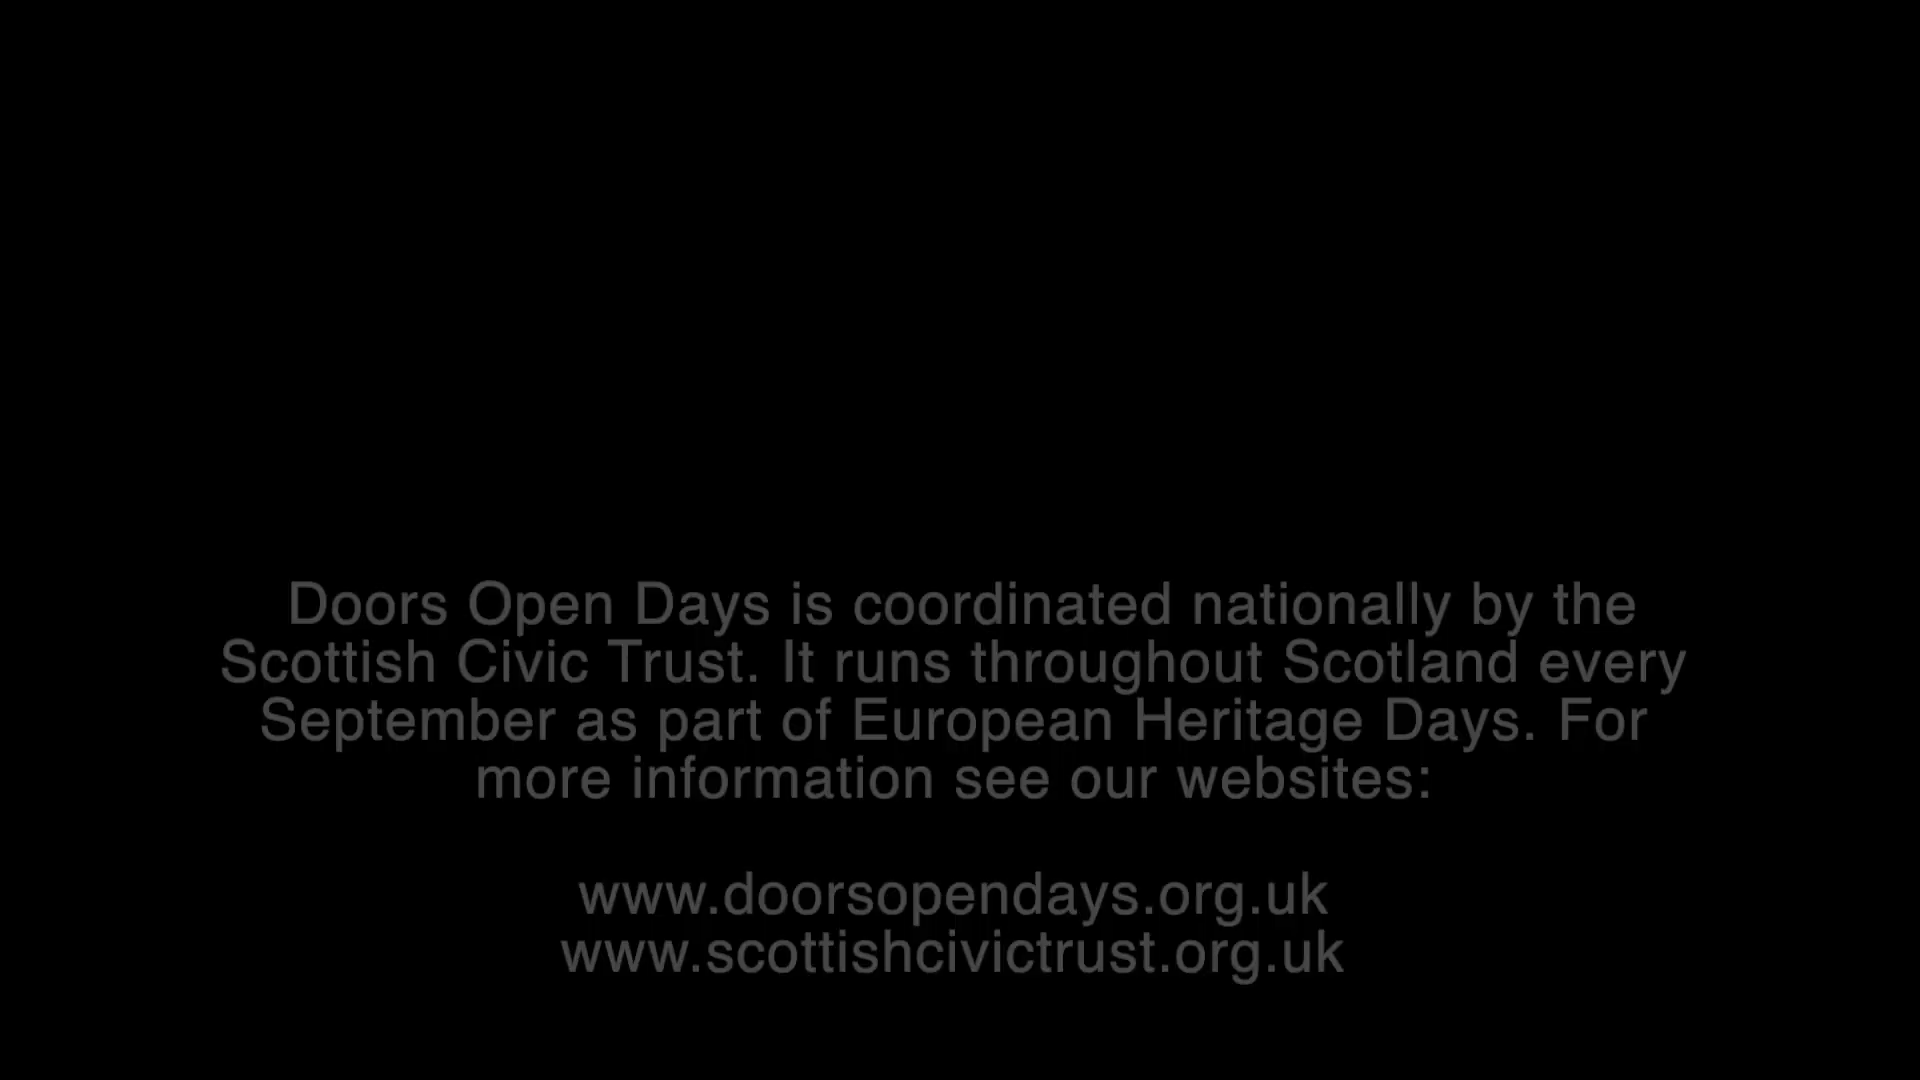 Doors Open Days is coordinated nationally by the
Scottish Civic Trust. It runs throughout Scotland every
September as part of European Heritage Days. For
more information see our websites:
www.doorsopendays.org.uk
www.scottishcivictrust.org.uk